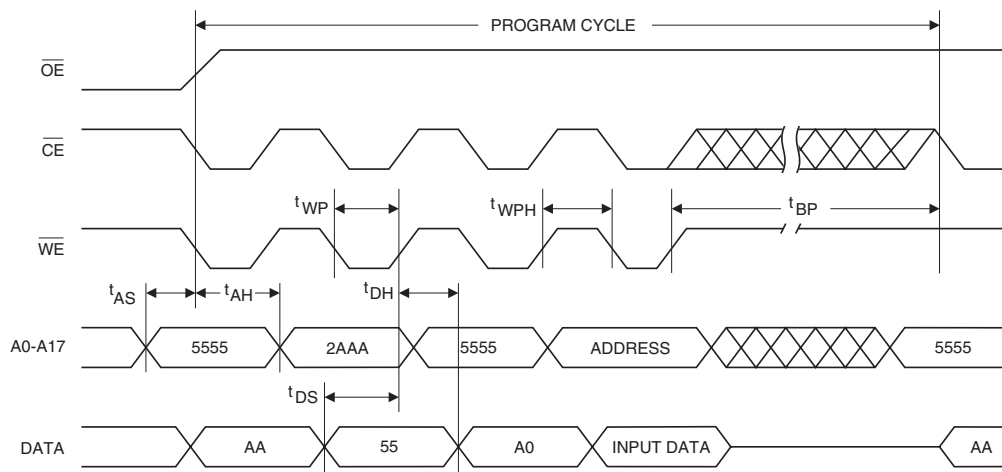 PROGRAM CYCLE
OE
CE
tWP
tWPH
tBP
WE
tAS
tAH
tDH
A0-A17
5555
2AAA
5555
ADDRESS
5555
tDS
DATA
AA
55
A0
INPUT DATA
AA